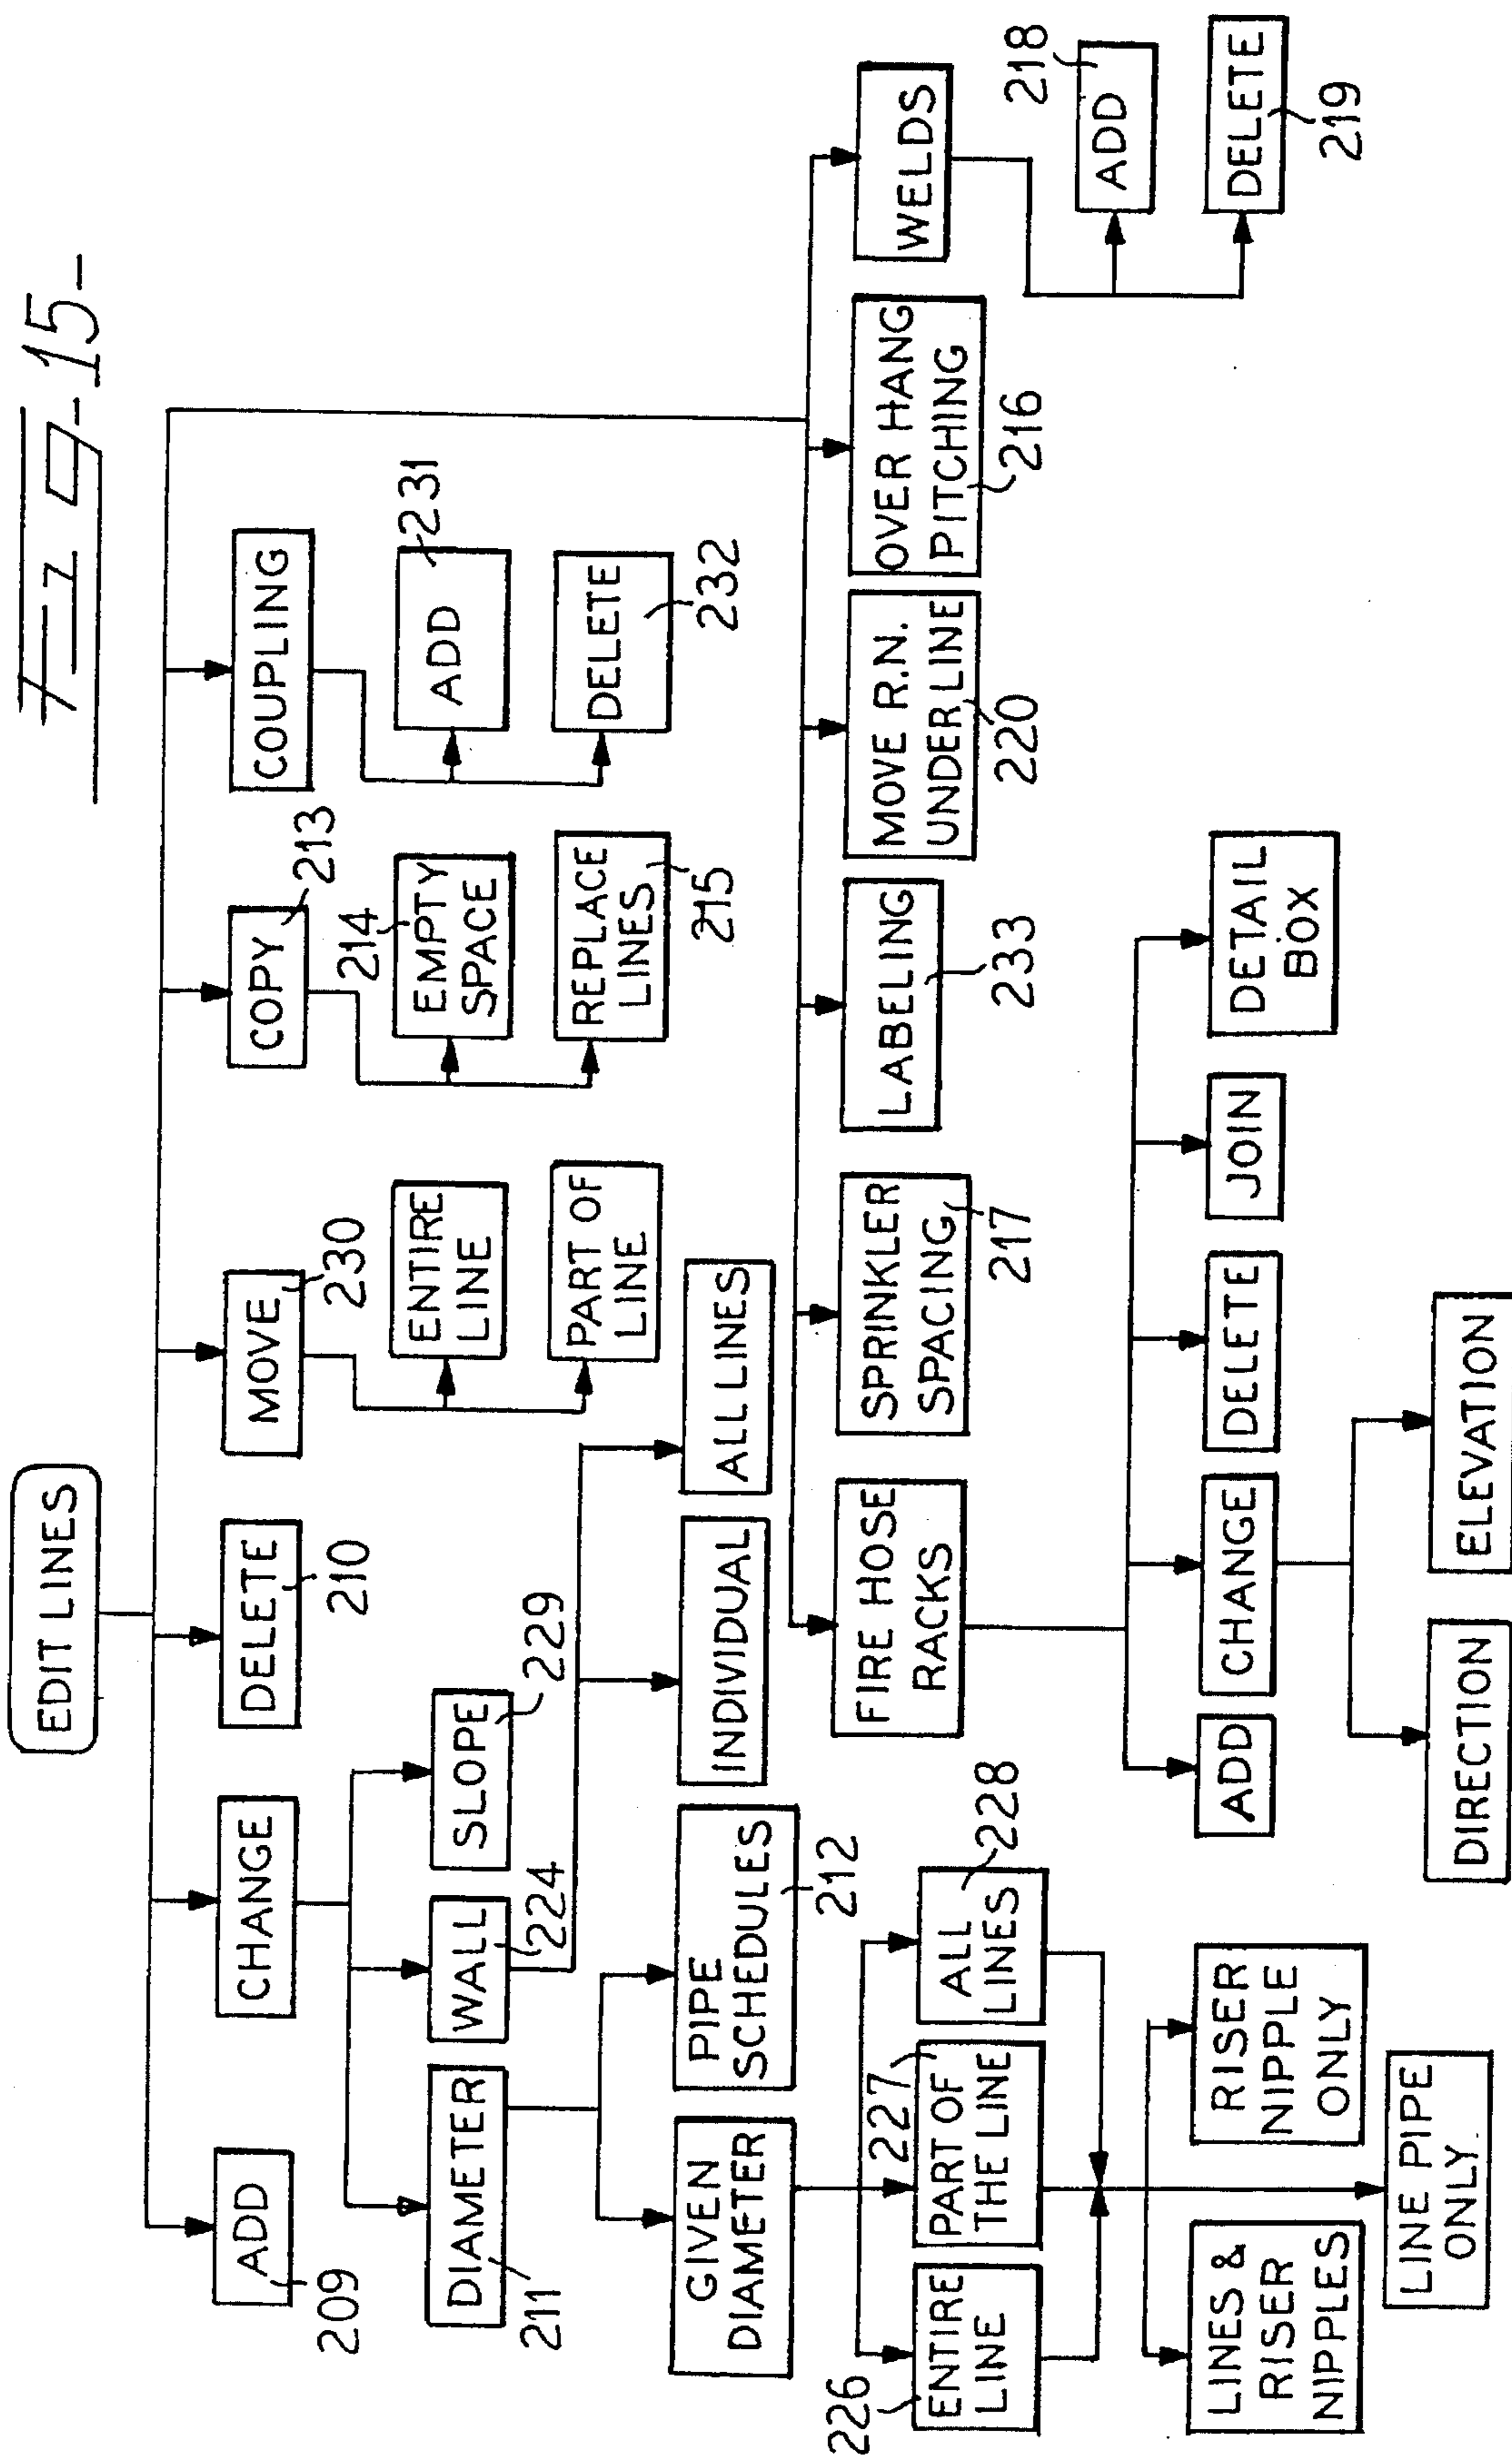 Fig-15-
EDIT LINES
ADD
209
CHANGE
DELETE
210
MOVE
230
COPY
213
COUPLING
DIAMETER
211
WALL
224
SLOPE
229
ENTIRE
LINE
PART OF
LINE
214
EMPTY
SPACE
REPLACE
LINES
215
ADD
231
DELETE
232
GIVEN
DIAMETER
PIPE
SCHEDULES
212
INDIVIDUAL
ALL LINES
226
ENTIRE
LINE
227
PART OF
THE LINE
ALL
LINES
228
LINES &
RISER
NIPPLES
RISER
NIPPLE
ONLY
LINE PIPE
ONLY
FIRE HOSE
RACKS
SPRINKLER
SPACING
217
LABELING
233
MOVE R.N.
UNDER LINE
220
OVER HANG
PITCHING
216
WELDS
ADD
218
DELETE
219
ADD
CHANGE
DELETE
JOIN
DETAIL
BOX
DIRECTION
ELEVATION